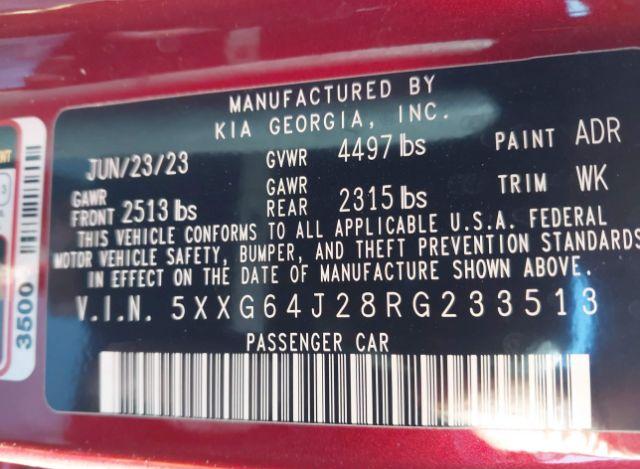 MANUFACTURED BY
KIA GEORGIA, INC.
JUN/23/23 GVWR 4497 lbs PAINT ADR
GAWR FRONT 2513 lbs GAWR REAR 2315 lbs TRIM WK
THIS VEHICLE CONFORMS TO ALL APPLICABLE U.S.A. FEDERAL
MOTOR VEHICLE SAFETY, BUMPER, AND THEFT PREVENTION STANDARDS
IN EFFECT ON THE DATE OF MANUFACTURE SHOWN ABOVE.
V.I.N. 5XXG64J28RG233513
PASSENGER CAR
3500